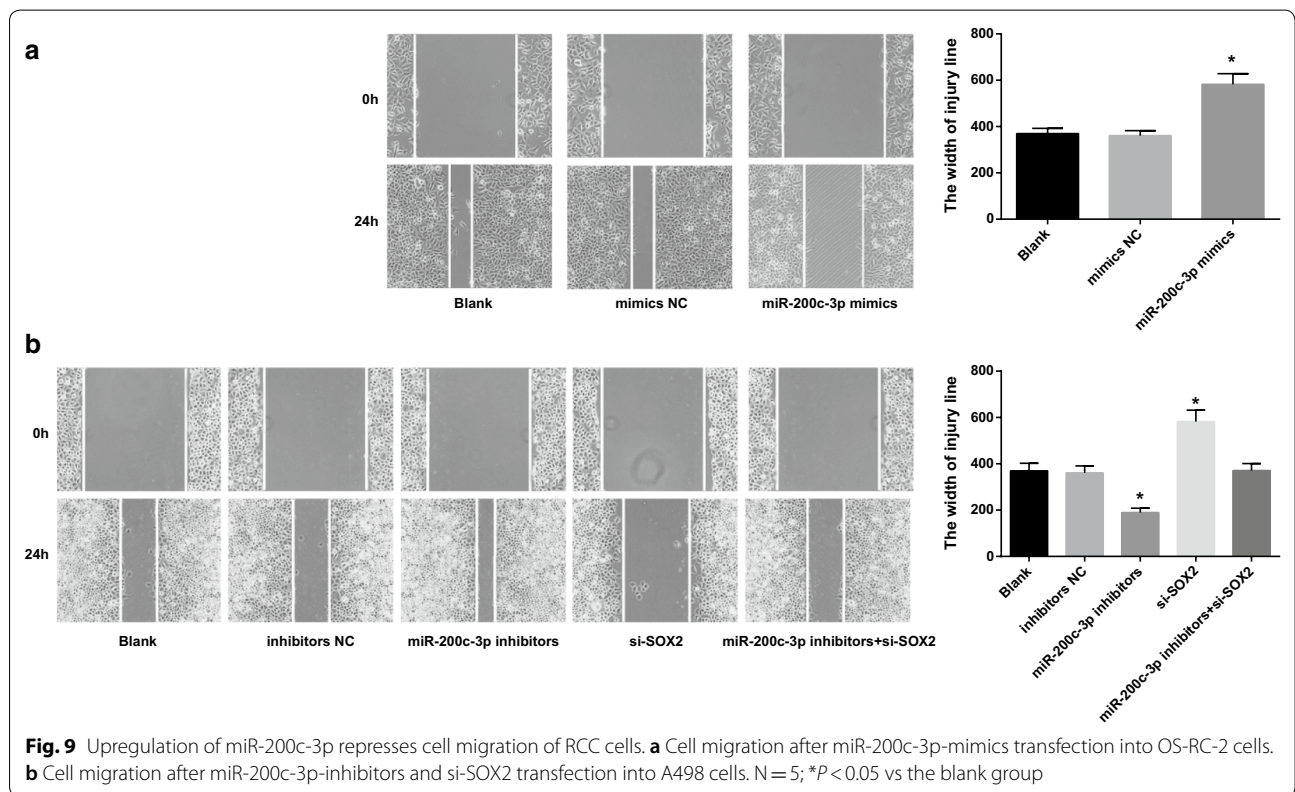 a
0h
24h
Blank
mimics NC
miR-200c-3p mimics
The width of injury line
800
600
400
200
0
*
Blank
mimics NC
miR-200c-3p mimics
b
0h
24h
Blank
inhibitors NC
miR-200c-3p inhibitors
si-SOX2
miR-200c-3p inhibitors+si-SOX2
The width of injury line
800
600
400
200
0
*
*
Blank
inhibitors NC
miR-200c-3p inhibitors
si-SOX2
miR-200c-3p inhibitors+si-SOX2
Fig. 9 Upregulation of miR-200c-3p represses cell migration of RCC cells. a Cell migration after miR-200c-3p-mimics transfection into OS-RC-2 cells.
b Cell migration after miR-200c-3p-inhibitors and si-SOX2 transfection into A498 cells. N = 5; *P < 0.05 vs the blank group